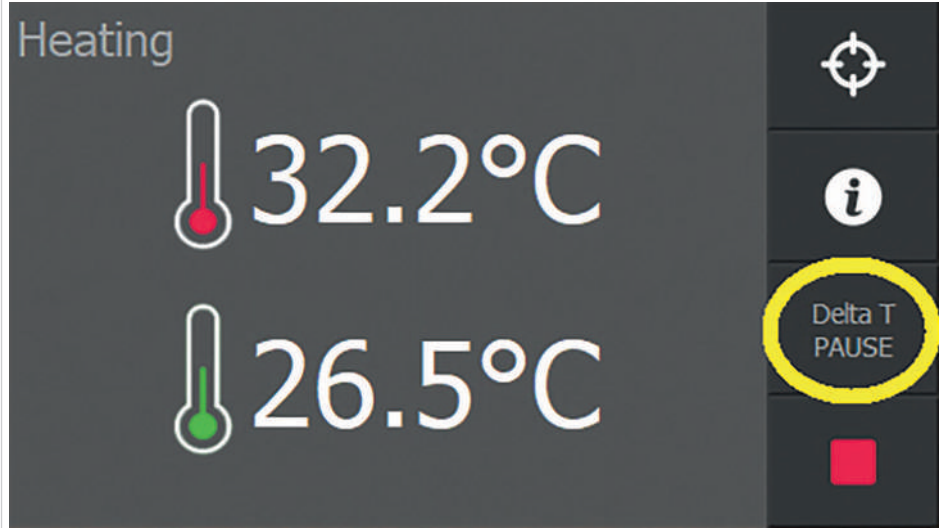 Heating
32.2°C
26.5°C
i
Delta T
PAUSE